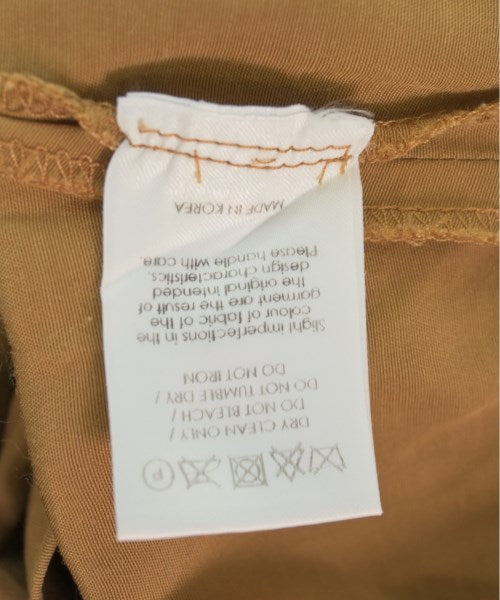 P
DRY CLEAN ONLY /
DO NOT BLEACH /
DO NOT TUMBLE DRY /
DO NOT IRON
Slight imperfections in the
colour of fabric of the
garment are the result of
the original intended
design characteristics.
Please handle with care.
MADE IN KOREA